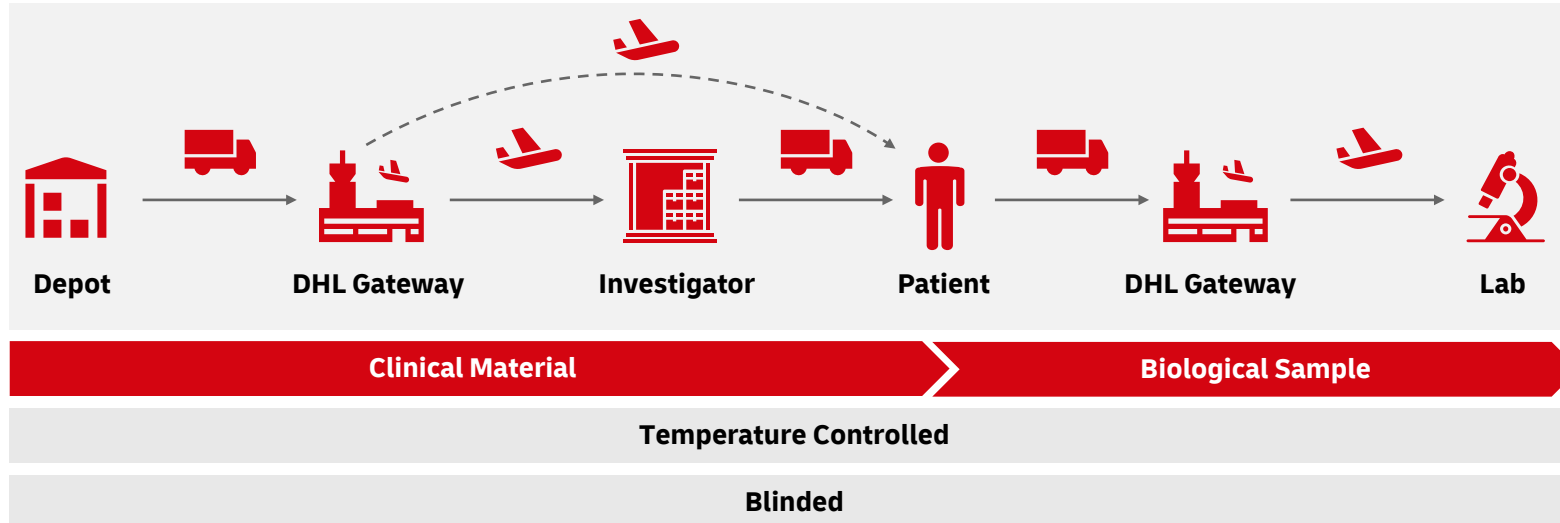 Depot
DHL Gateway
Investigator
Patient
DHL Gateway
Lab
Clinical Material
Biological Sample
Temperature Controlled
Blinded